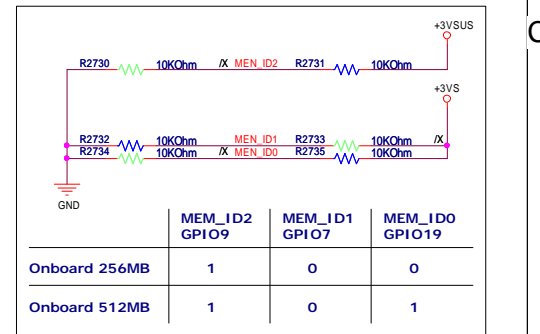 +3VSUS
R2730 10KOhm /X MEN_ID2 R2731 10KOhm
+3VS
R2732 10KOhm MEN_ID1 R2733 10KOhm /X
R2734 10KOhm /X MEN_ID0 R2735 10KOhm
GND
MEM_ID2 MEM_ID1 MEM_ID0
GPIO9 GPIO7 GPIO19
Onboard 256MB 1 0 0
Onboard 512MB 1 0 1